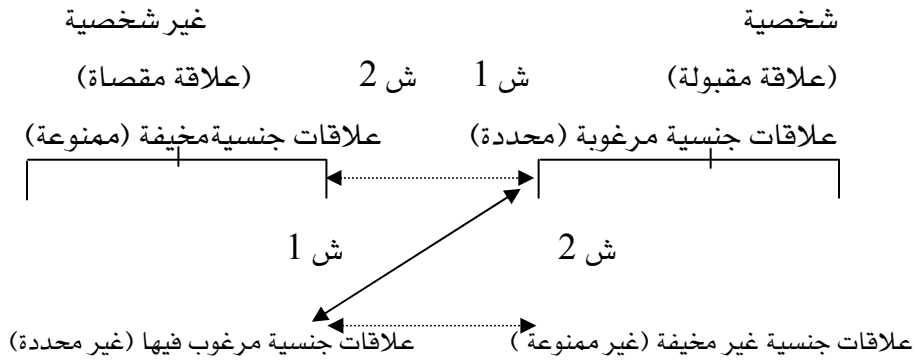 شخصية غير شخصية
(علاقة مقبولة) ش 1 ش 2 (علاقة مقصاة)
علاقات جنسية مرغوبة (محددة) علاقات جنسيةمخيفة (ممنوعة)
ش 2 ش 1
علاقات جنسية غير مخيفة (غير ممنوعة ) علاقات جنسية مرغوب فيها (غير محددة)